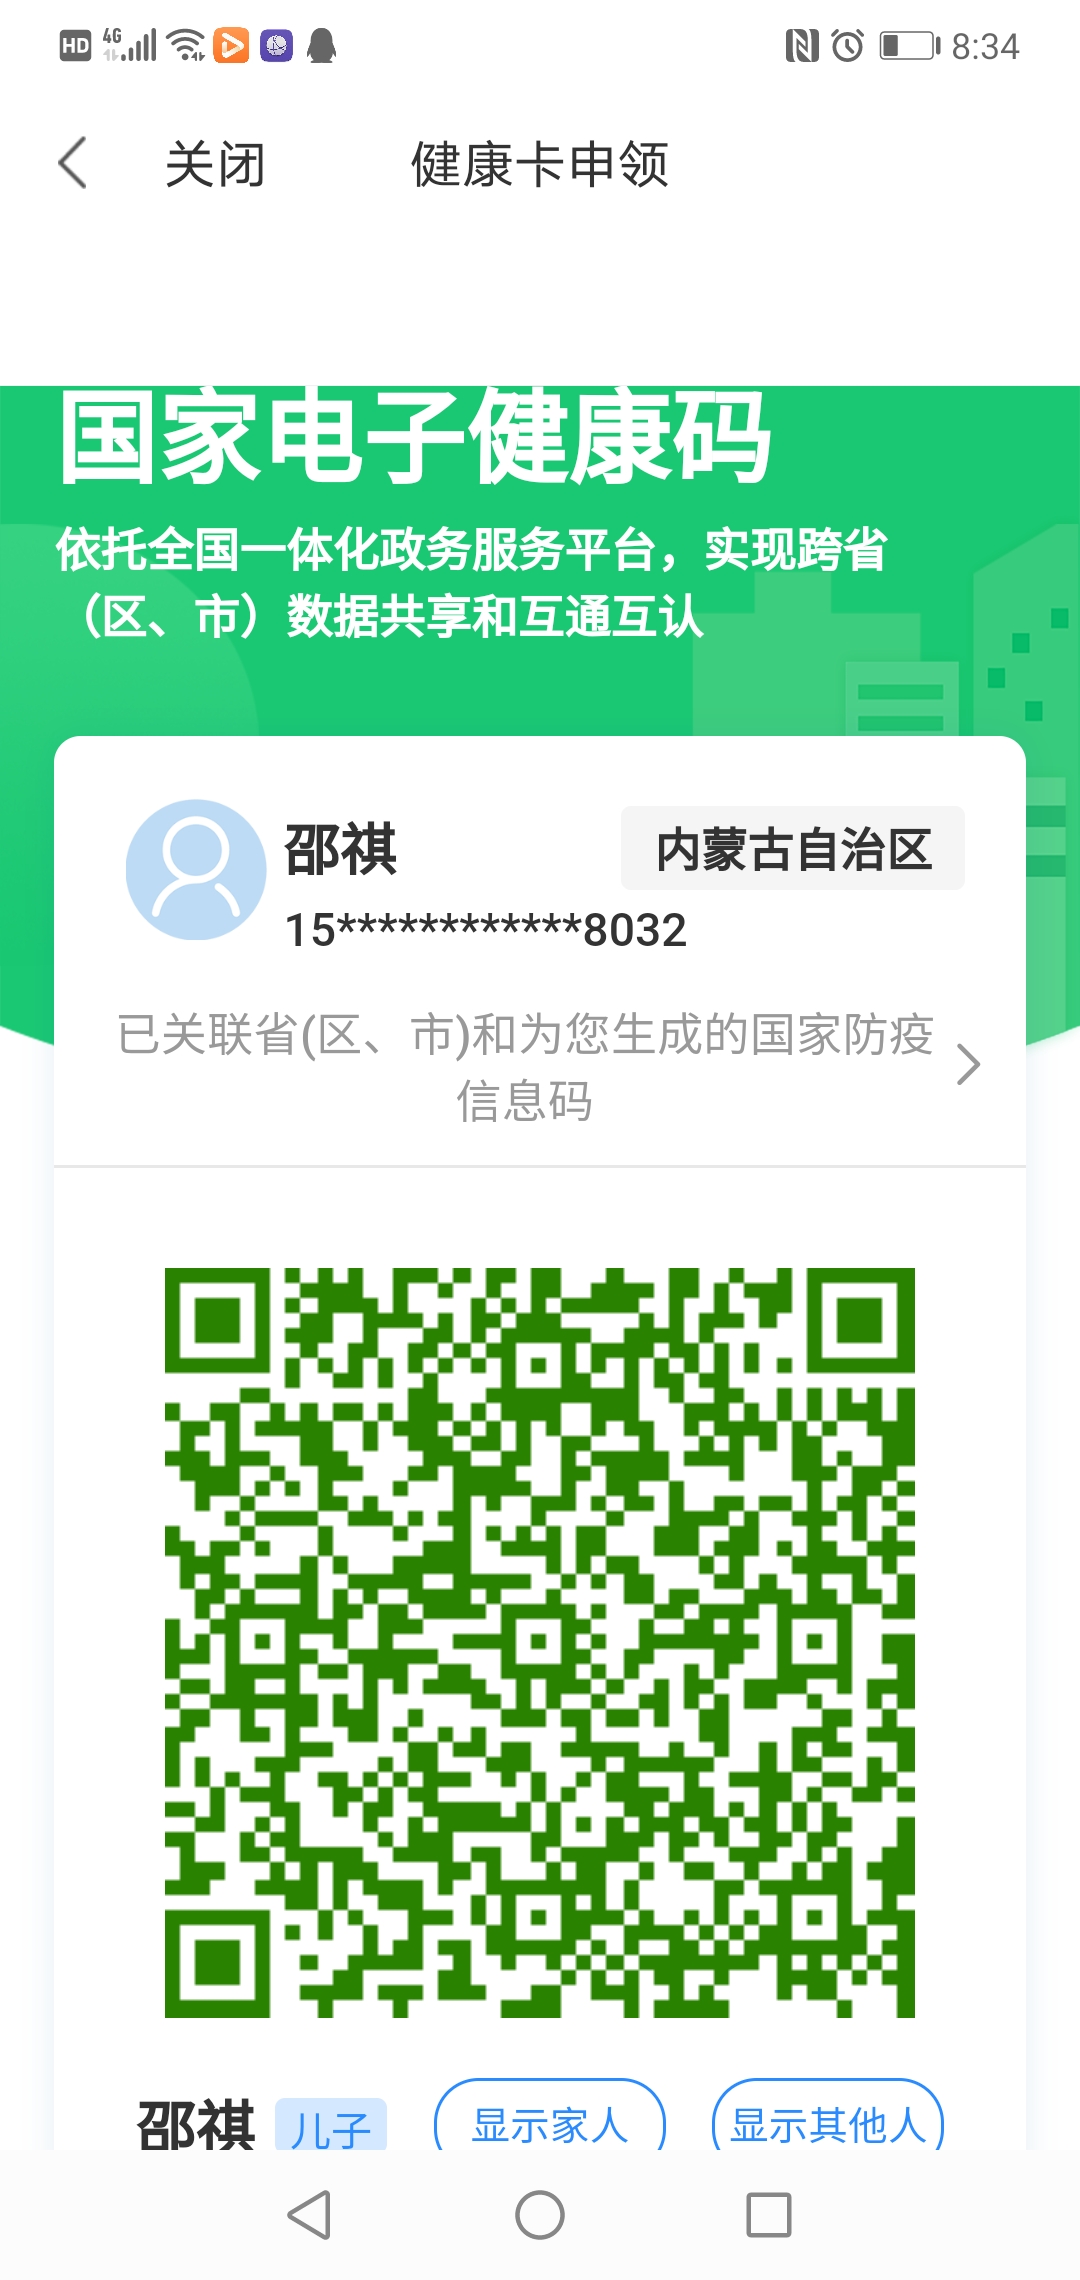 HD 4G 8:34
关闭 健康卡申领
国家电子健康码
依托全国一体化政务服务平台，实现跨省
（区、市）数据共享和互通互认
邵祺 内蒙古自治区
15************8032
已关联省(区、市)和为您生成的国家防疫
信息码
邵祺 儿子 显示家人 显示其他人